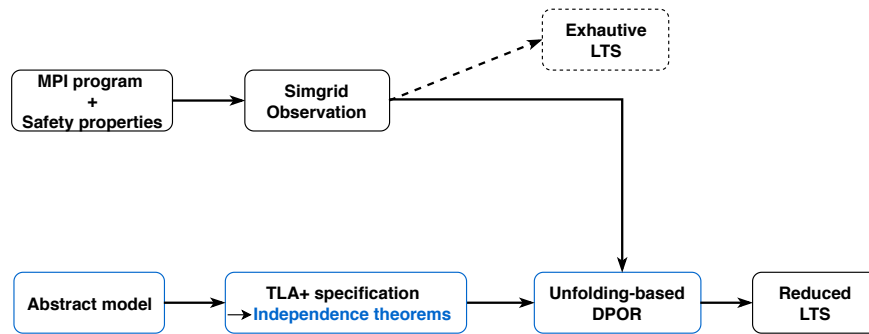 Exhautive
LTS
MPI program
+
Safety properties
Simgrid
Observation
Abstract model
TLA+ specification
→Independence theorems
Unfolding-based
DPOR
Reduced
LTS